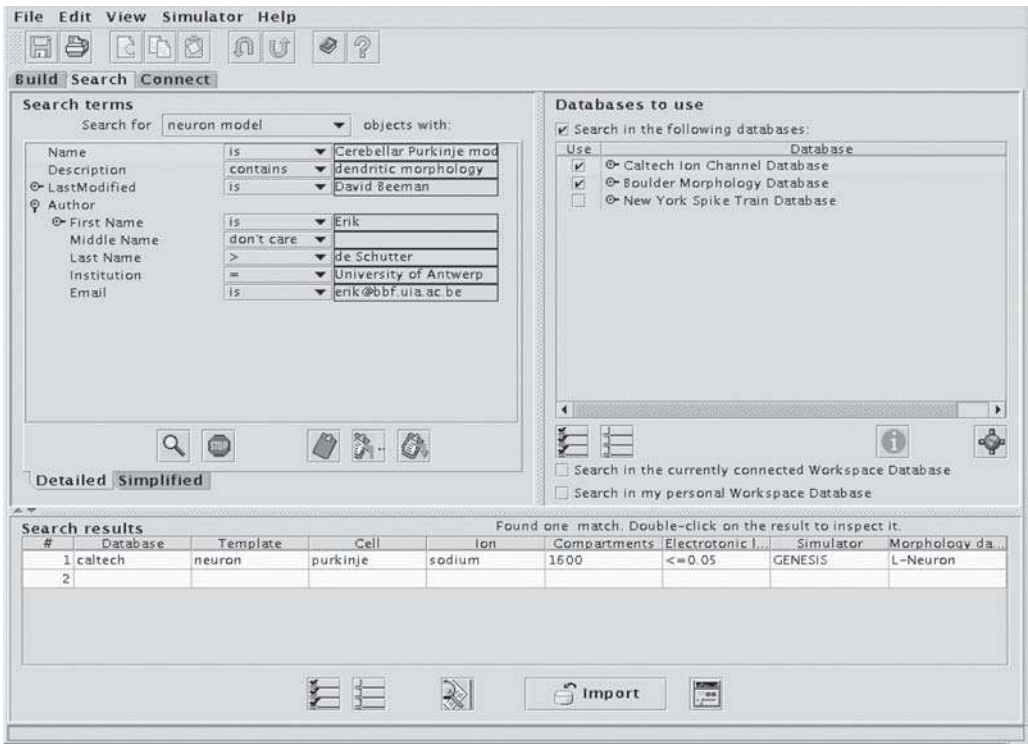 File Edit View Simulator Help
Build Search Connect
Search terms
Search for neuron model objects with:
Name is Cerebellar Purkinje mod
Description contains dendritic morphology
LastModified is David Beeman
Author
First Name is Erik
Middle Name don't care
Last Name > de Schutter
Institution = University of Antwerp
Email is erik@bbf.uia.ac.be
STOP
Detailed Simplified
Databases to use
Search in the following databases:
Use Database
Caltech Ion Channel Database
Boulder Morphology Database
New York Spike Train Database
Search in the currently connected Workspace Database
Search in my personal Workspace Database
Search results Found one match. Double-click on the result to inspect it.
# Database Template Cell Ion Compartments Electrotonic l... Simulator Morphology da...
1 caltech neuron purkinje sodium 1600 <=0.05 GENESIS L-Neuron
2
Import